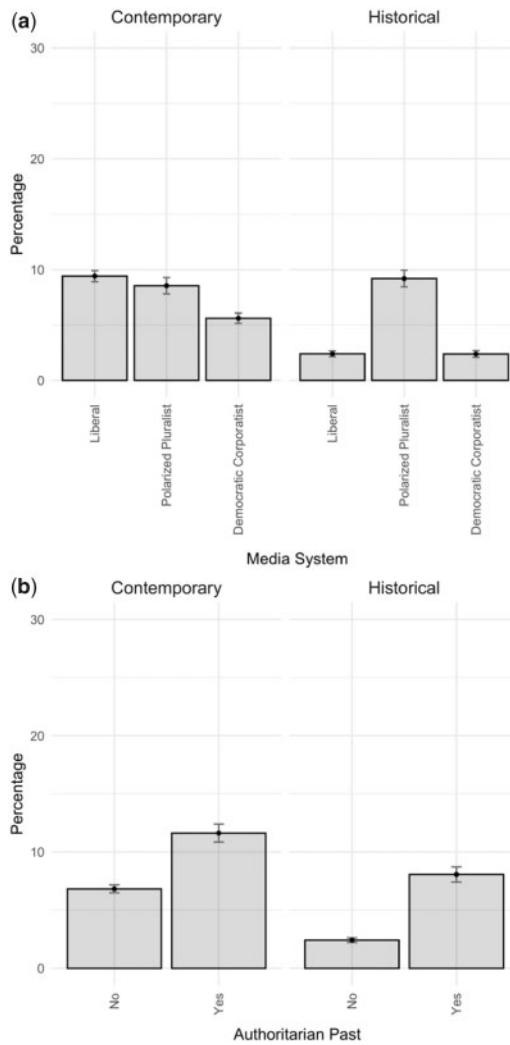 (a)
Contemporary Historical
30
20
10
0
Percentage
Liberal
Polarized Pluralist
Democratic Corporatist
Liberal
Polarized Pluralist
Democratic Corporatist
Media System
(b)
Contemporary Historical
30
20
10
0
Percentage
No
Yes
No
Yes
Authoritarian Past